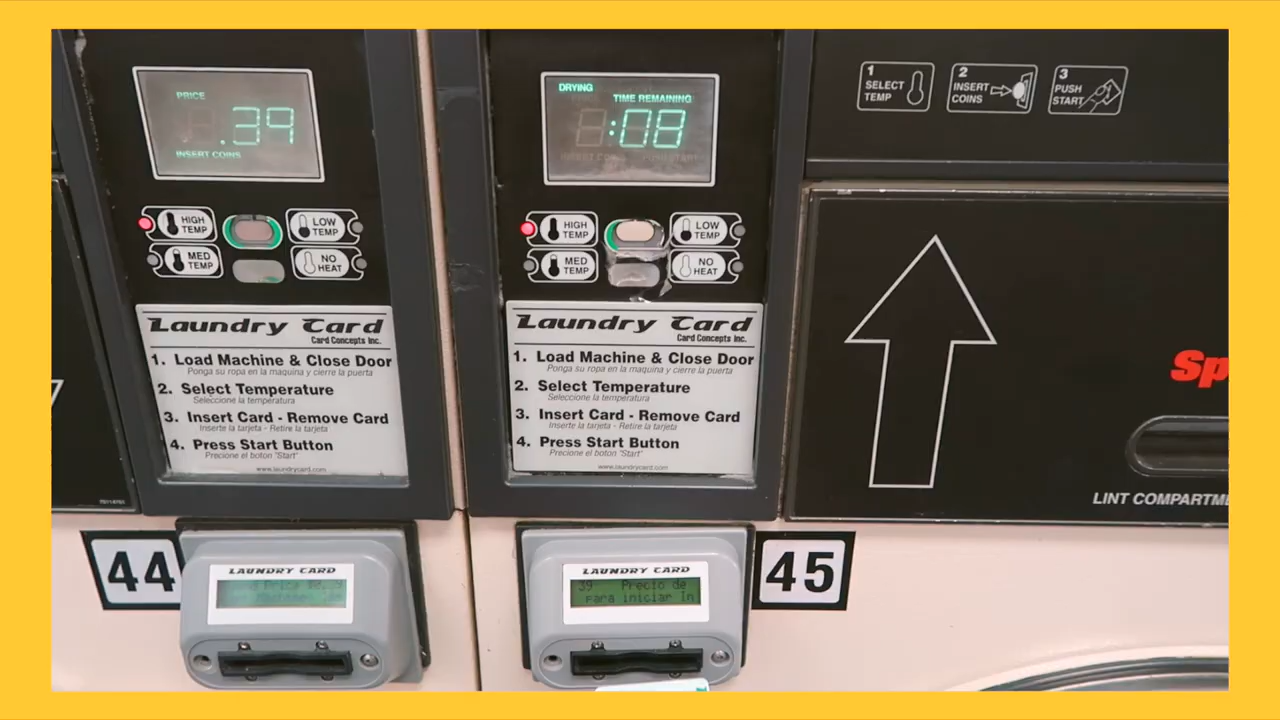 PRICE
.39
INSERT COINS
HIGH TEMP
LOW TEMP
MED TEMP
NO HEAT
Laundry Card
Card Concepts Inc.
1. Load Machine & Close Door
Ponga su ropa en la maquina y cierre la puerta
2. Select Temperature
Seleccione la temperatura
3. Insert Card - Remove Card
Inserte la tarjeta - Retire la tarjeta
4. Press Start Button
Precione el boton "Start"
www.laundrycard.com
44
LAUNDRY CARD
DRYING
TIME REMAINING
:08
HIGH TEMP
LOW TEMP
MED TEMP
NO HEAT
Laundry Card
Card Concepts Inc.
1. Load Machine & Close Door
Ponga su ropa en la maquina y cierre la puerta
2. Select Temperature
Seleccione la temperatura
3. Insert Card - Remove Card
Inserte la tarjeta - Retire la tarjeta
4. Press Start Button
Precione el boton "Start"
www.laundrycard.com
LAUNDRY CARD
39 Precio de
para iniciar In
45
1 SELECT TEMP
2 INSERT COINS
3 PUSH START
Sp
LINT COMPARTME